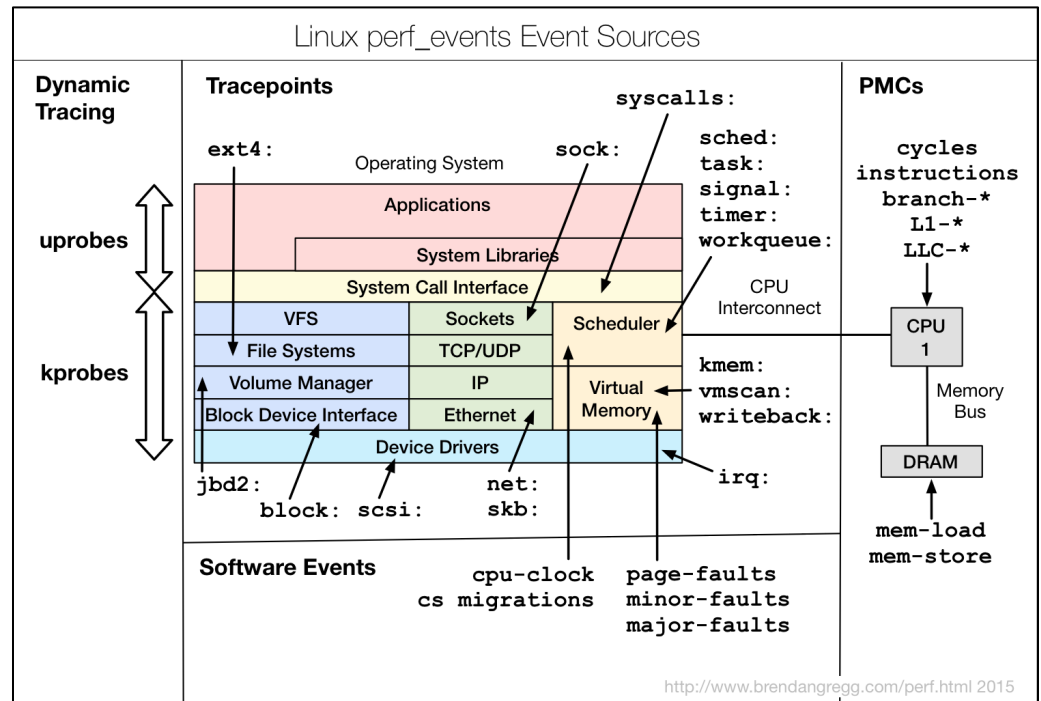 Linux perf_events Event Sources
Dynamic
Tracing
uprobes
kprobes
Tracepoints
syscalls:
ext4:
Operating System
sock:
sched:
task:
signal:
timer:
workqueue:
Applications
System Libraries
System Call Interface
VFS
Sockets
Scheduler
File Systems
TCP/UDP
Volume Manager
IP
Virtual
Memory
Block Device Interface
Ethernet
Device Drivers
CPU
Interconnect
kmem:
vmscan:
writeback:
jbd2:
block:
scsi:
net:
skb:
irq:
Software Events
cpu-clock
cs migrations
page-faults
minor-faults
major-faults
PMCs
cycles
instructions
branch-*
L1-*
LLC-*
CPU
1
Memory
Bus
DRAM
mem-load
mem-store
http://www.brendangregg.com/perf.html 2015